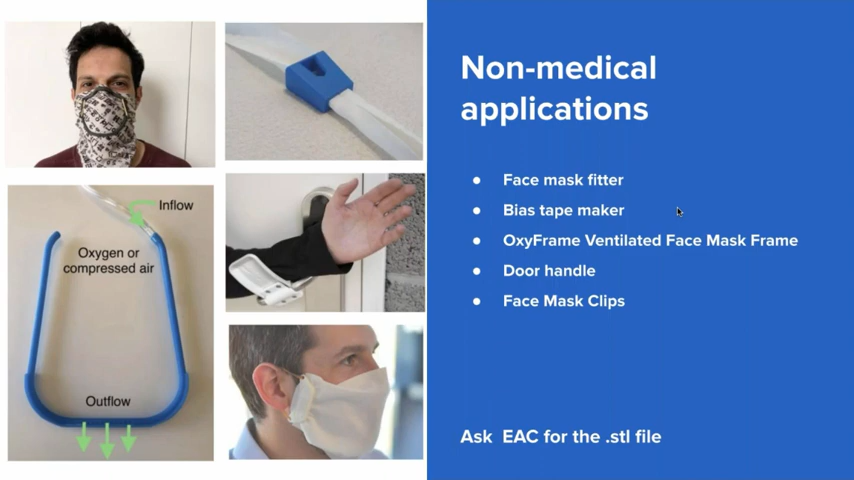 Inflow
Oxygen or
compressed air
Outflow
Non-medical
applications
● Face mask fitter
● Bias tape maker
● OxyFrame Ventilated Face Mask Frame
● Door handle
● Face Mask Clips
Ask EAC for the .stl file